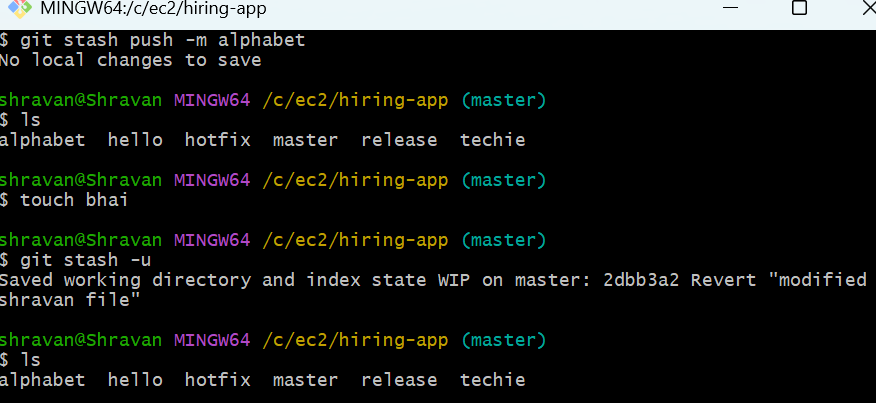 MINGW64:/c/ec2/hiring-app
$ git stash push -m alphabet
No local changes to save
shravan@Shravan MINGW64 /c/ec2/hiring-app (master)
$ ls
alphabet  hello  hotfix  master  release  techie
shravan@Shravan MINGW64 /c/ec2/hiring-app (master)
$ touch bhai
shravan@Shravan MINGW64 /c/ec2/hiring-app (master)
$ git stash -u
Saved working directory and index state WIP on master: 2dbb3a2 Revert "modified
shravan file"
shravan@Shravan MINGW64 /c/ec2/hiring-app (master)
$ ls
alphabet  hello  hotfix  master  release  techie